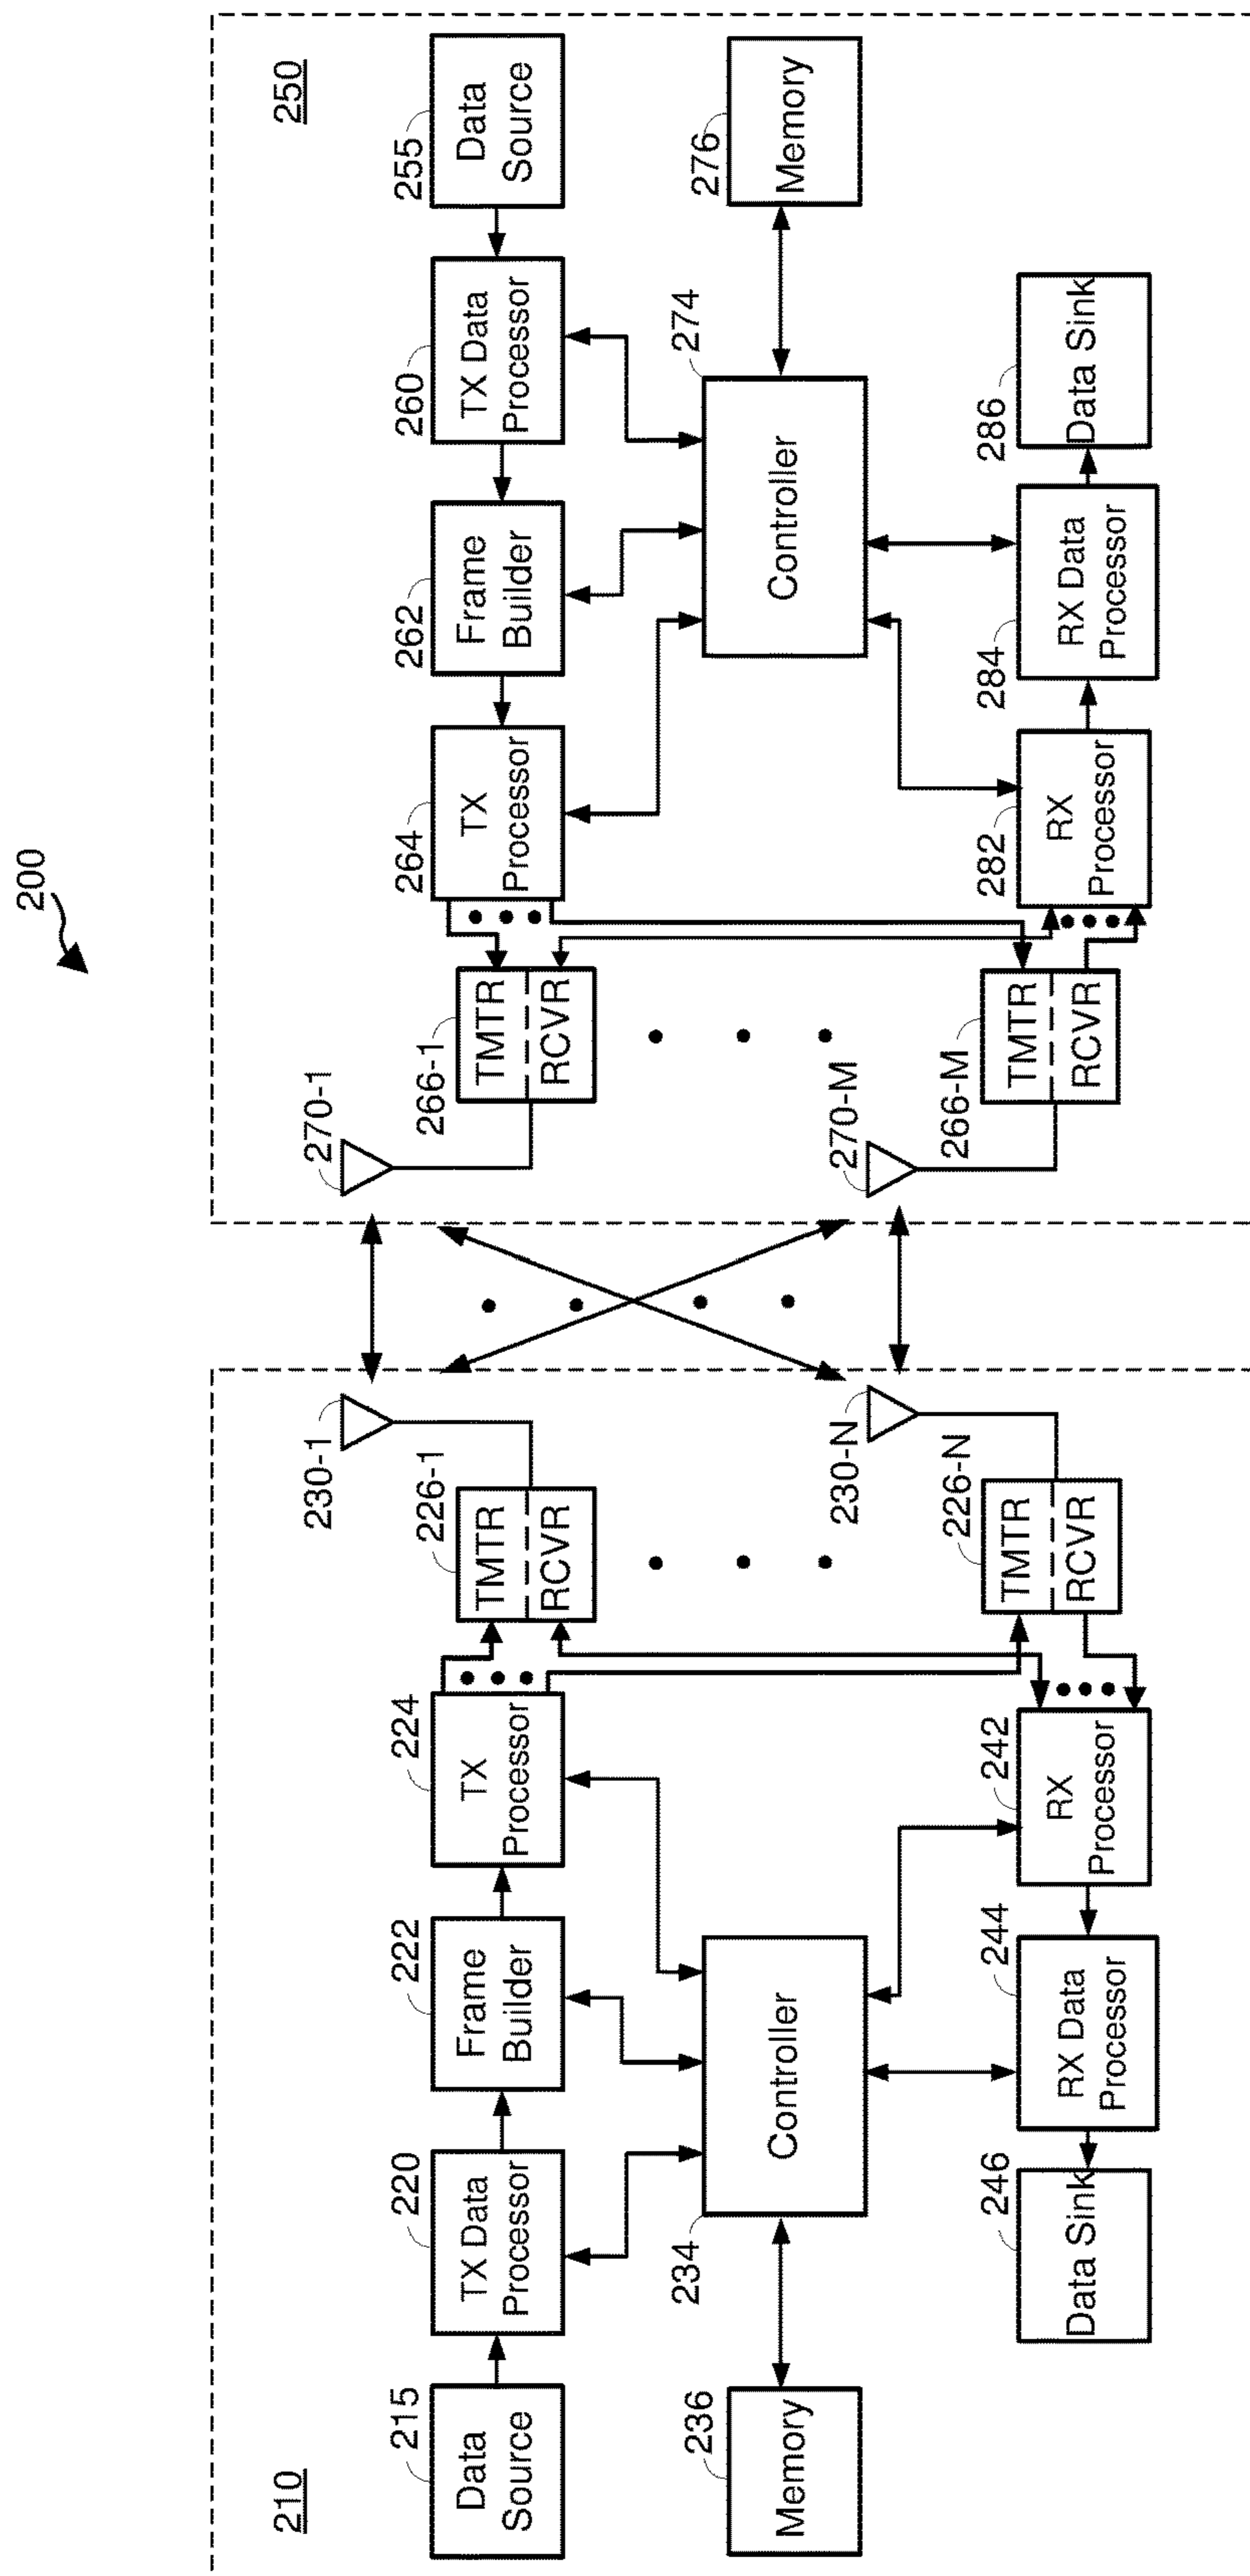 200
210
215
Data
Source
220
TX Data
Processor
222
Frame
Builder
224
TX
Processor
226-1
TMTR
RCVR
230-1
234
Controller
236
Memory
230-N
226-N
TMTR
RCVR
242
RX
Processor
244
RX Data
Processor
246
Data Sink
250
270-1
266-1
TMTR
RCVR
264
TX
Processor
262
Frame
Builder
260
TX Data
Processor
255
Data
Source
274
Controller
276
Memory
270-M
266-M
TMTR
RCVR
282
RX
Processor
284
RX Data
Processor
286
Data Sink